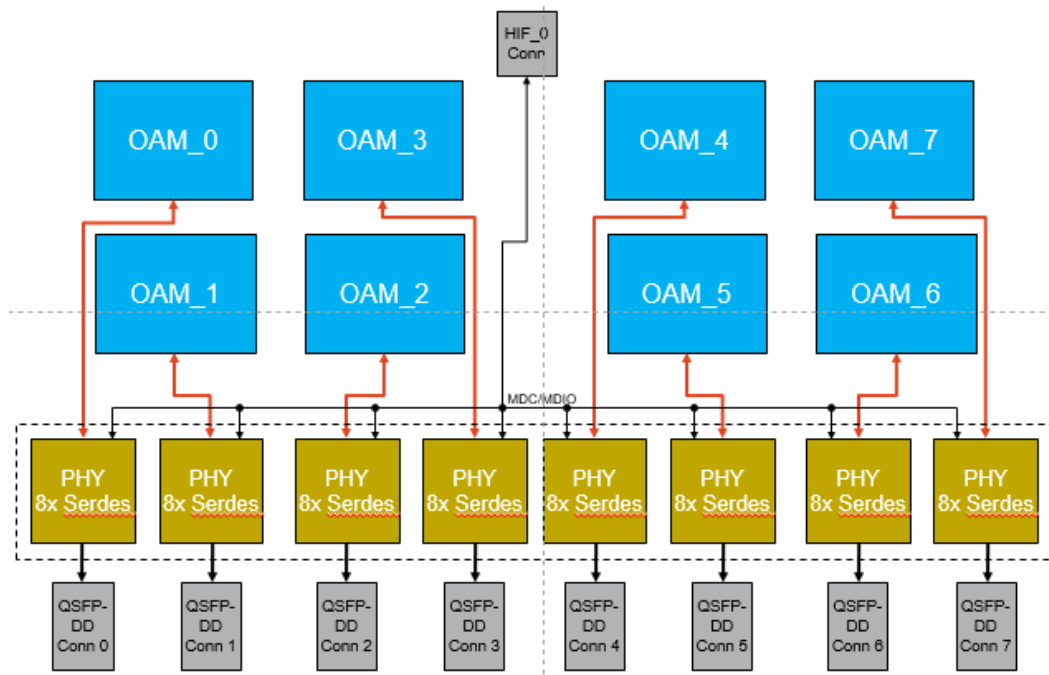 HIF_0
Conn
OAM_0
OAM_3
OAM_4
OAM_7
OAM_1
OAM_2
OAM_5
OAM_6
MDC/MDIO
PHY
8x Serdes
PHY
8x Serdes
PHY
8x Serdes
PHY
8x Serdes
PHY
8x Serdes
PHY
8x Serdes
PHY
8x Serdes
PHY
8x Serdes
QSFP-
DD
Conn 0
QSFP-
DD
Conn 1
QSFP-
DD
Conn 2
QSFP-
DD
Conn 3
QSFP-
DD
Conn 4
QSFP-
DD
Conn 5
QSFP-
DD
Conn 6
QSFP-
DD
Conn 7